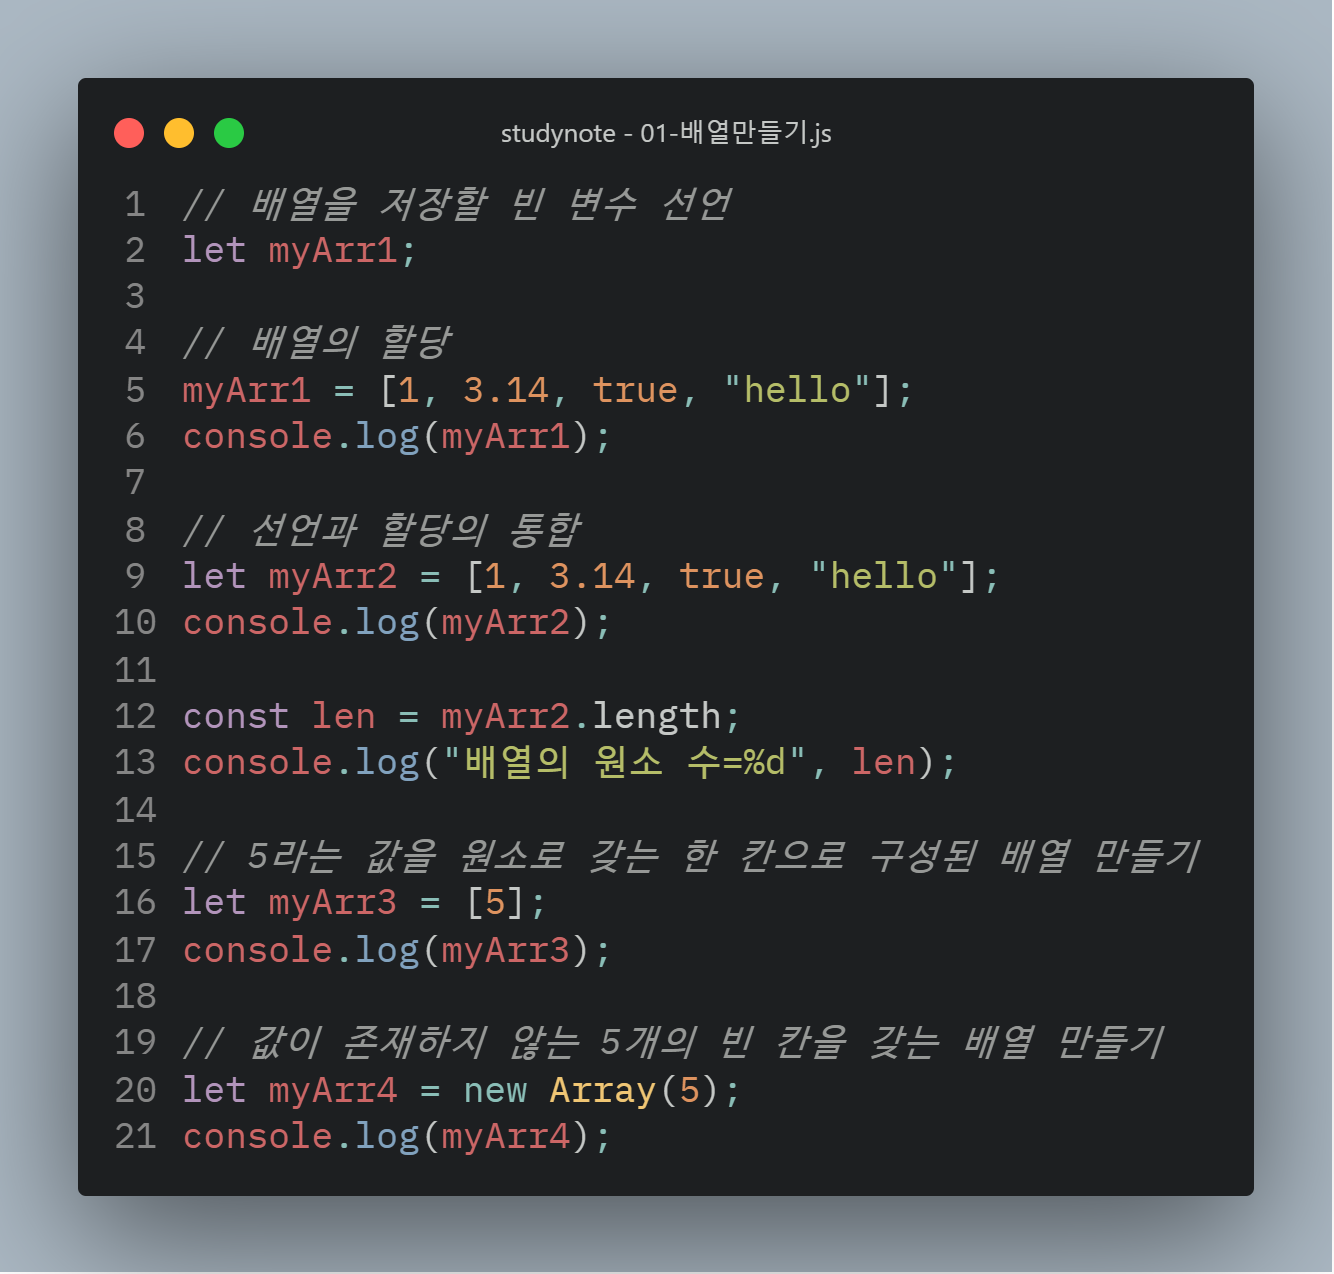 studynote - 01-배열만들기.js
1 // 배열을 저장할 빈 변수 선언
2 let myArr1;
3
4 // 배열의 할당
5 myArr1 = [1, 3.14, true, "hello"];
6 console.log(myArr1);
7
8 // 선언과 할당의 통합
9 let myArr2 = [1, 3.14, true, "hello"];
10 console.log(myArr2);
11
12 const len = myArr2.length;
13 console.log("배열의 원소 수=%d", len);
14
15 // 5라는 값을 원소로 갖는 한 칸으로 구성된 배열 만들기
16 let myArr3 = [5];
17 console.log(myArr3);
18
19 // 값이 존재하지 않는 5개의 빈 칸을 갖는 배열 만들기
20 let myArr4 = new Array(5);
21 console.log(myArr4);